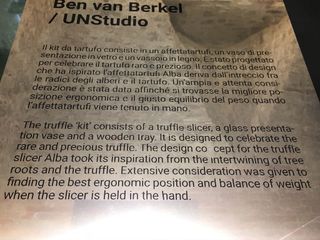 Ben van Berkel
/ UNStudio
Il kit da tartufo consiste in un affettatartufi, un vaso di pre-
sentazione in vetro e un vassoio in legno. È stato progettato
per celebrare il tartufo raro e prezioso. Il concetto di design
che ha ispirato l'affettatartufi Alba deriva dall'intreccio fra
le radici degli alberi e il tartufo. Un'ampia e attenta consi-
derazione è stata data affinché si trovasse la migliore po-
sizione ergonomica e il giusto equilibrio del peso quando
l'affettatartufi viene tenuto in mano.
The truffle 'kit' consists of a truffle slicer, a glass presenta-
tion vase and a wooden tray. It is designed to celebrate the
rare and precious truffle. The design co cept for the truffle
slicer Alba took its inspiration from the intertwining of tree
roots and the truffle. Extensive consideration was given to
finding the best ergonomic position and balance of weight
when the slicer is held in the hand.